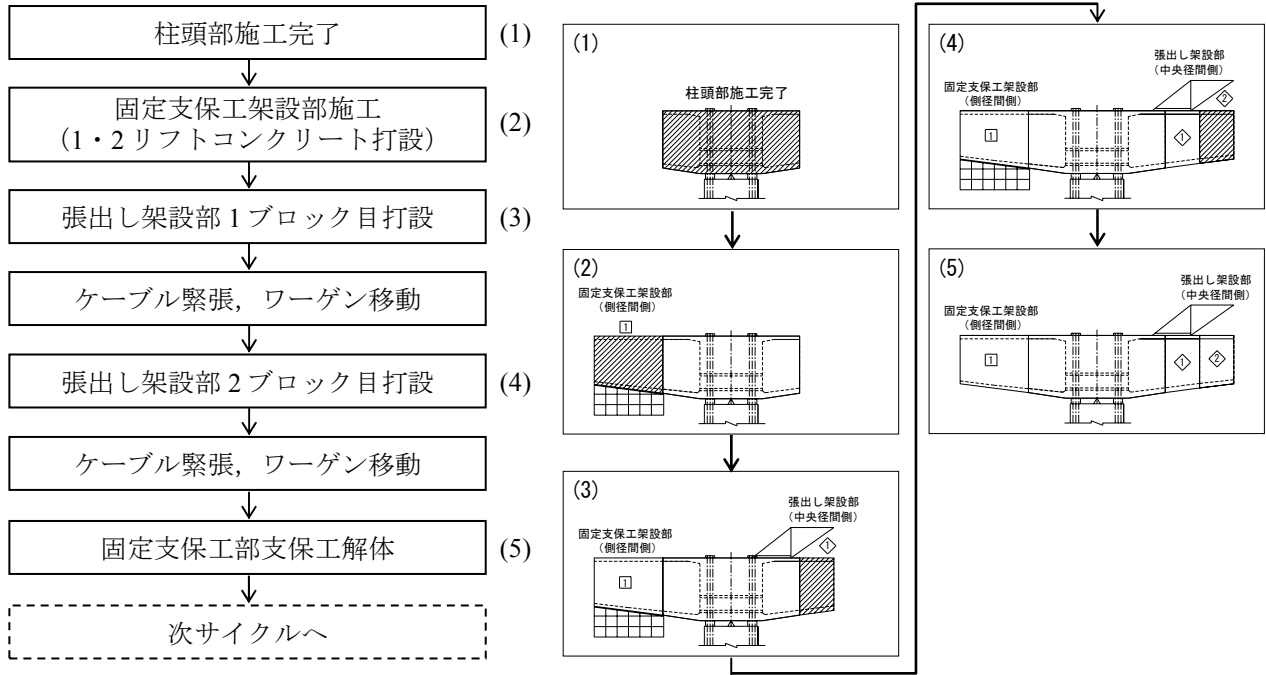 柱頭部施工完了
(1)
固定支保工架設部施工
(1・2リフトコンクリート打設)
(2)
張出し架設部1ブロック目打設
(3)
ケーブル緊張，ワーゲン移動
張出し架設部2ブロック目打設
(4)
ケーブル緊張，ワーゲン移動
固定支保工部支保工解体
(5)
次サイクルへ
(1)
柱頭部施工完了
(2)
固定支保工架設部
(側径間側)
1
(3)
張出し架設部
(中央径間側)
固定支保工架設部
(側径間側)
1
1
(4)
張出し架設部
(中央径間側)
固定支保工架設部
(側径間側)
2
1
1
(5)
張出し架設部
(中央径間側)
固定支保工架設部
(側径間側)
1
1
2